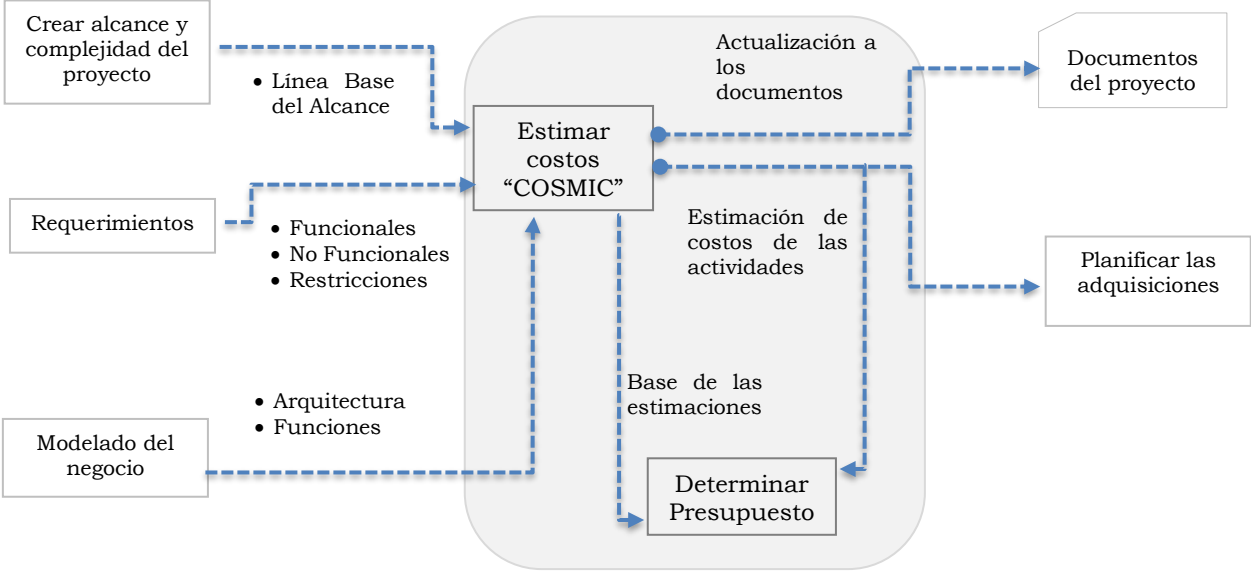 Crear alcance y
complejidad del
proyecto
• Línea Base
del Alcance
Requerimientos
• Funcionales
• No Funcionales
• Restricciones
Modelado del
negocio
• Arquitectura
• Funciones
Estimar
costos
“COSMIC”
Actualización a
los
documentos
Estimación de
costos de las
actividades
Base de las
estimaciones
Determinar
Presupuesto
Documentos
del proyecto
Planificar las
adquisiciones